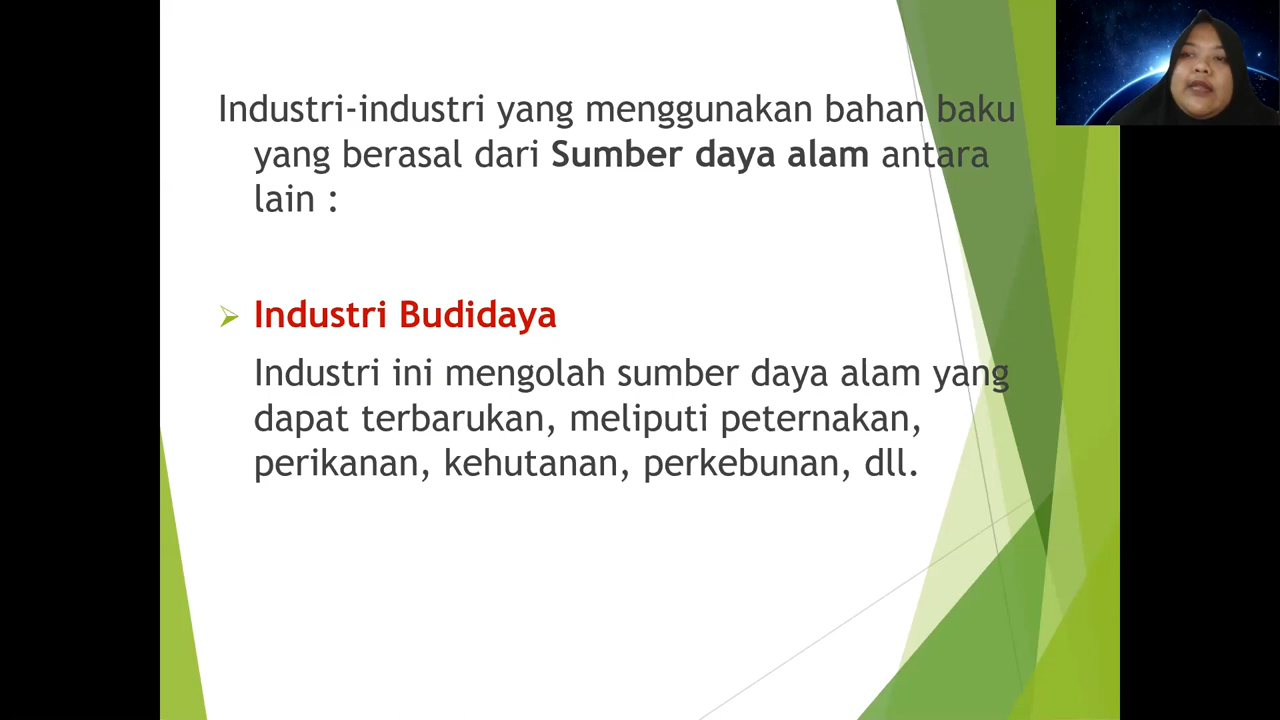 Industri-industri yang menggunakan bahan baku
yang berasal dari Sumber daya alam antara
lain :
Industri Budidaya
Industri ini mengolah sumber daya alam yang
dapat terbarukan, meliputi peternakan,
perikanan, kehutanan, perkebunan, dll.